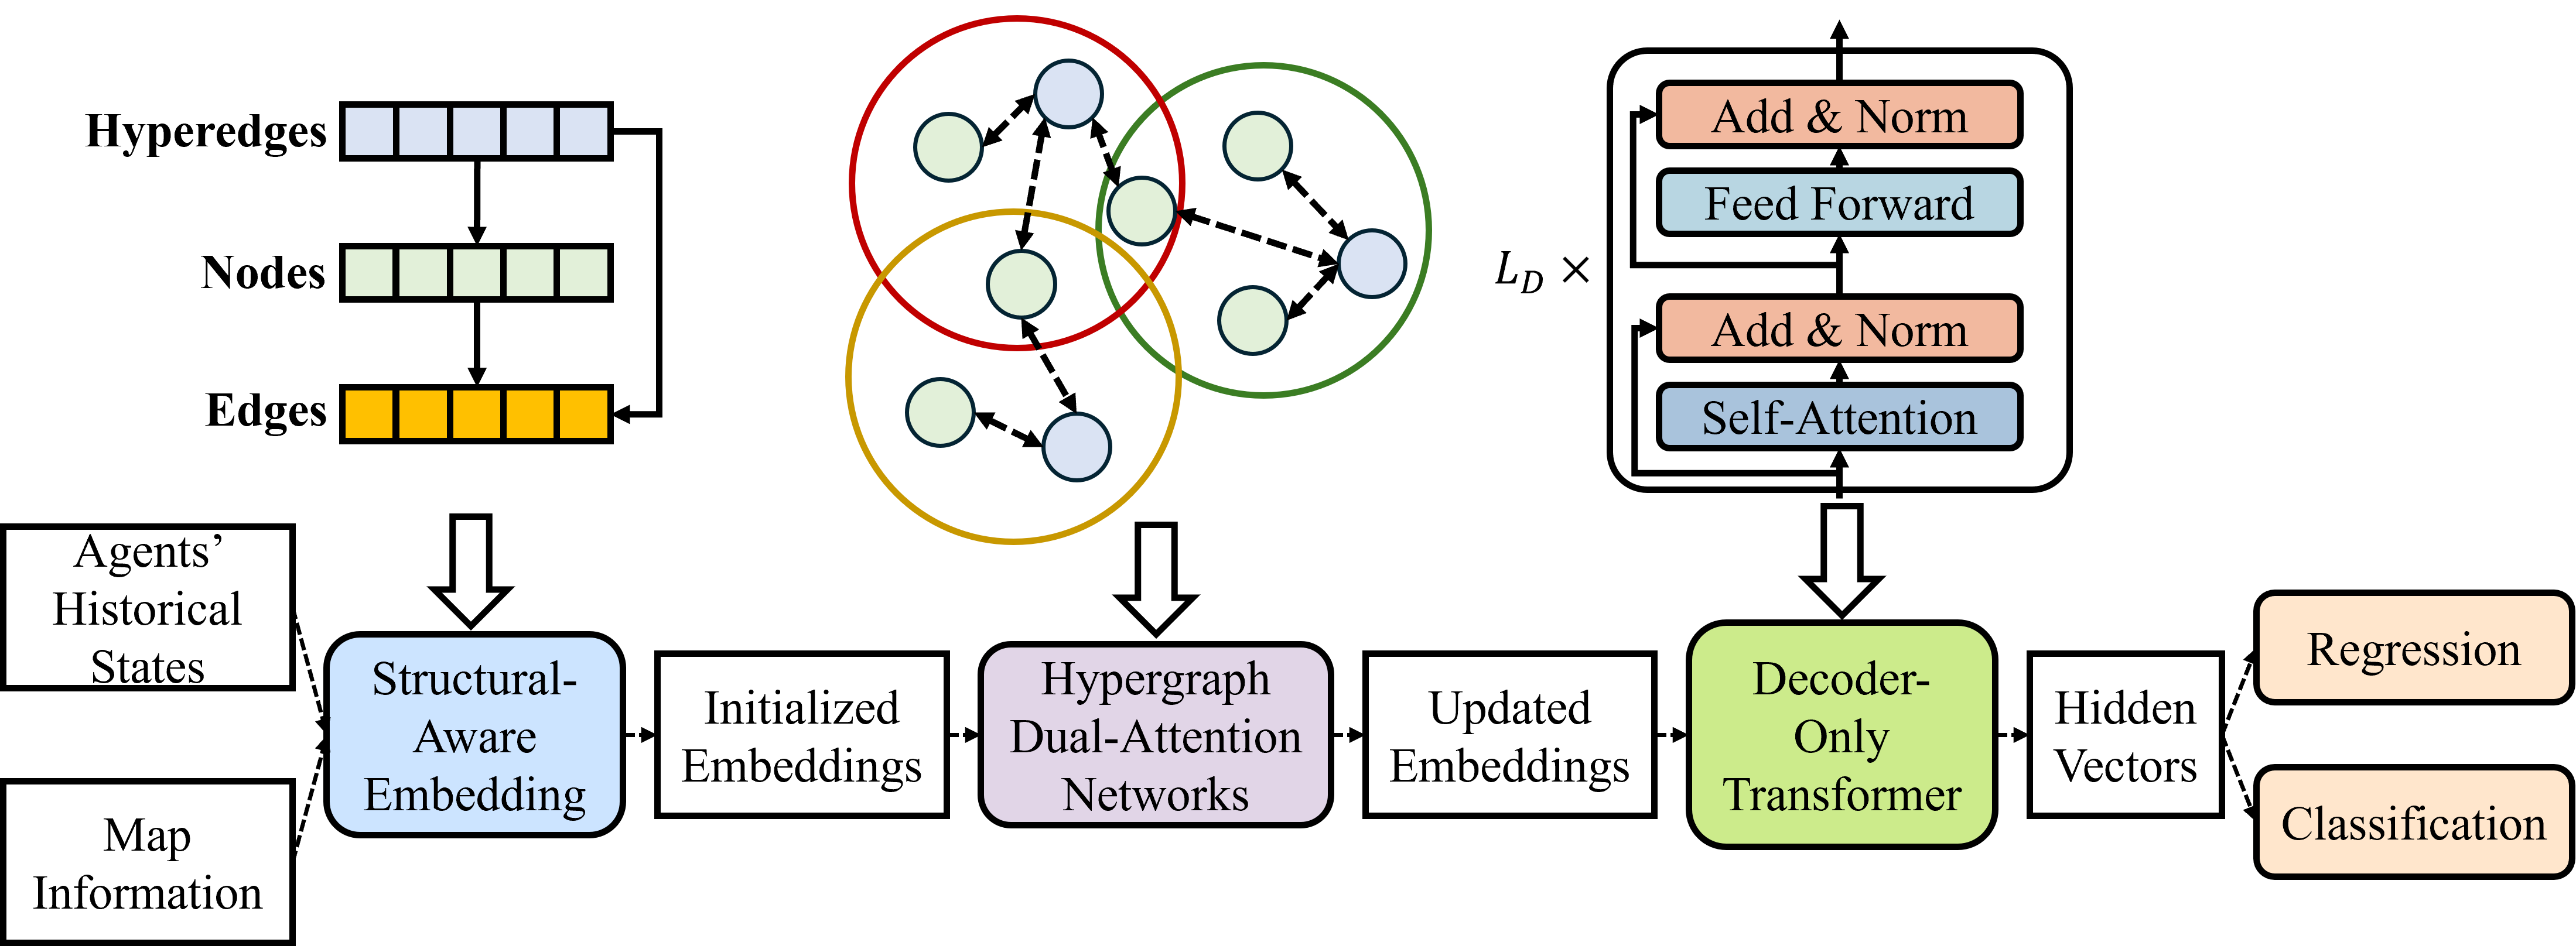 Hyperedges
Nodes
Edges
L_D ×
Add & Norm
Feed Forward
Add & Norm
Self-Attention
Agents’
Historical
States
Map
Information
Structural-
Aware
Embedding
Initialized
Embeddings
Hypergraph
Dual-Attention
Networks
Updated
Embeddings
Decoder-
Only
Transformer
Hidden
Vectors
Regression
Classification